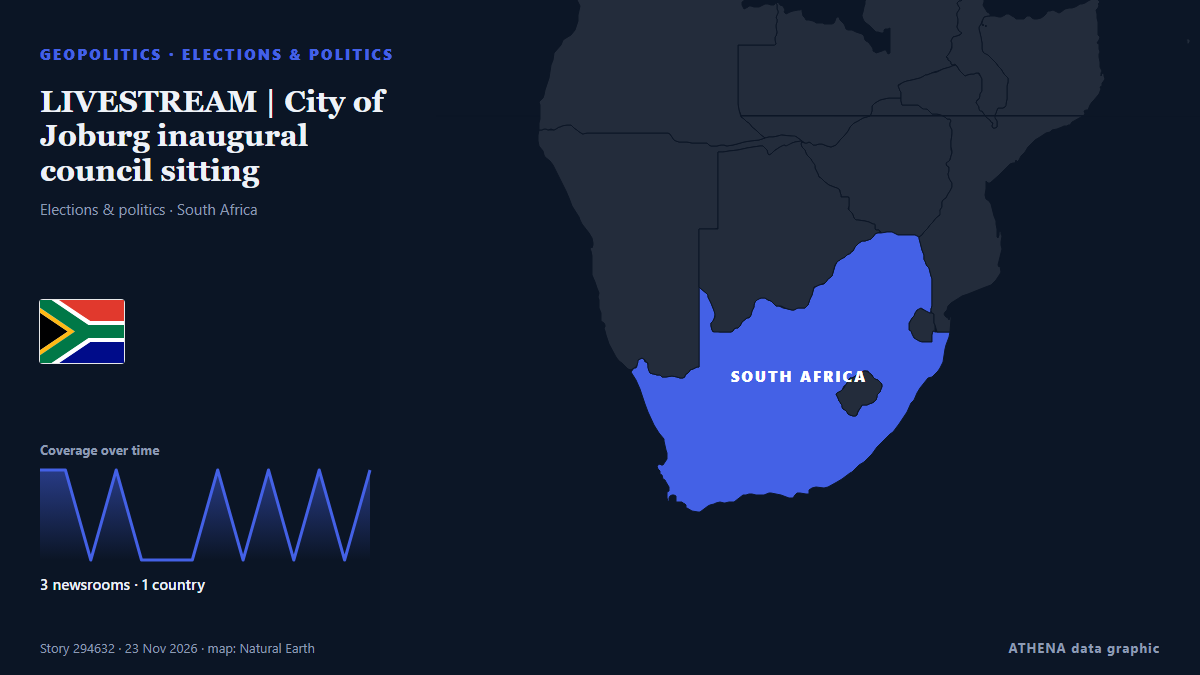 GEOPOLITICS · ELECTIONS & POLITICS
LIVESTREAM | City of
Joburg inaugural
council sitting
Elections & politics · South Africa
SOUTH AFRICA
Coverage over time
3 newsrooms · 1 country
Story 294632 · 23 Nov 2026 · map: Natural Earth
ATHENA data graphic